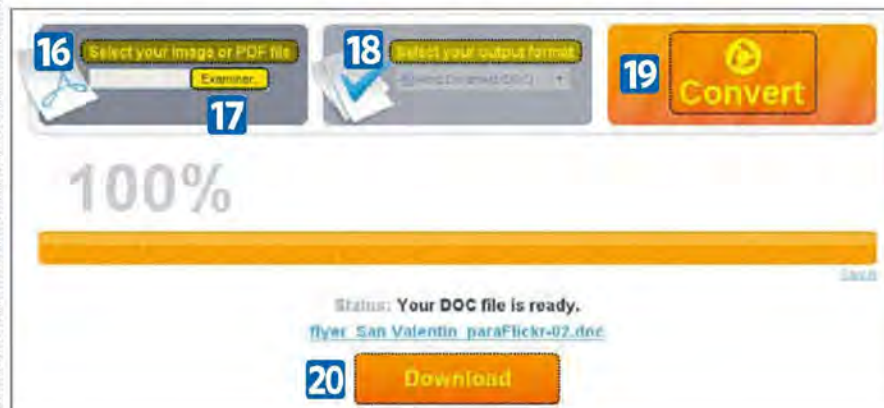 16 Select your image or PDF file
Examiner...
17
18 Select your output format
19 Convert
100%
Status: Your DOC file is ready.
flyer_San Valentin_paraFlickr-02.doc
20 Download